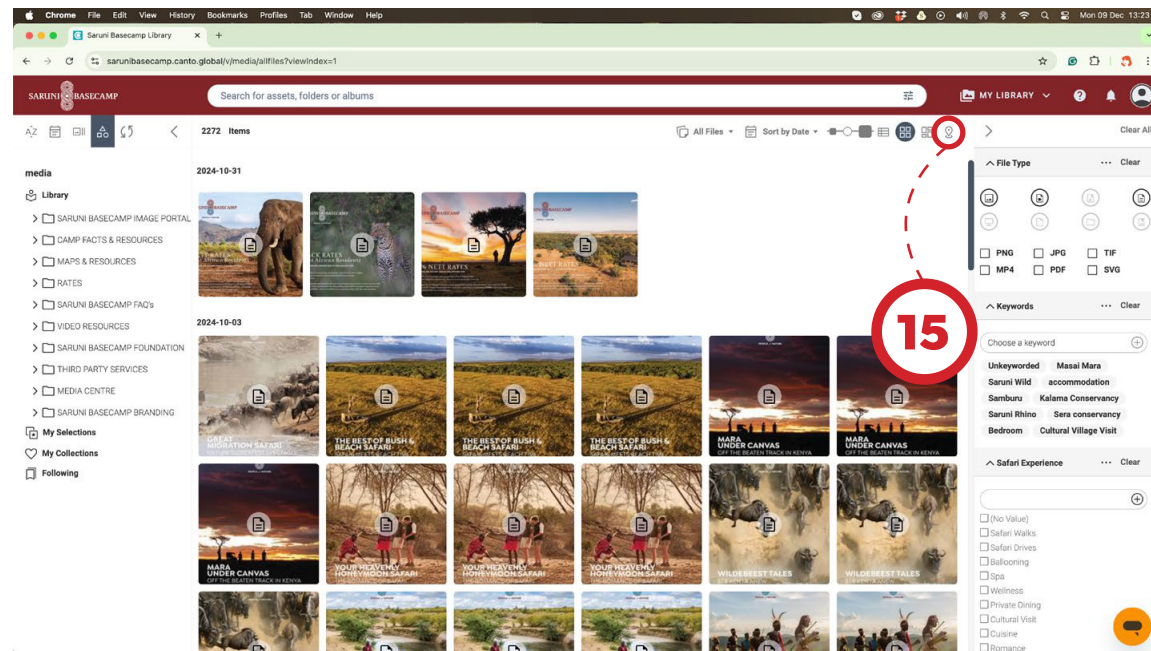 Chrome File Edit View History Bookmarks Profiles Tab Window Help
Mon 09 Dec 13:23
Saruni Basecamp Library
sarunibasecamp.canto.global/v/media/allfiles?viewIndex=1
SARUNI BASECAMP
Search for assets, folders or albums
MY LIBRARY
2272 Items
All Files
Sort by Date
Clear All
media
Library
SARUNI BASECAMP IMAGE PORTAL
CAMP FACTS & RESOURCES
MAPS & RESOURCES
RATES
SARUNI BASECAMP FAQ's
VIDEO RESOURCES
SARUNI BASECAMP FOUNDATION
THIRD PARTY SERVICES
MEDIA CENTRE
SARUNI BASECAMP BRANDING
My Selections
My Collections
Following
2024-10-31
2024-10-03
GREAT
MIGRATION SAFARI
THE BEST OF BUSH &
BEACH SAFARI
THE BEST OF BUSH &
BEACH SAFARI
THE BEST OF BUSH &
BEACH SAFARI
MARA
UNDER CANVAS
OFF THE BEATEN TRACK IN KENYA
MARA
UNDER CANVAS
OFF THE BEATEN TRACK IN KENYA
MARA
UNDER CANVAS
OFF THE BEATEN TRACK IN KENYA
YOUR HEAVENLY
HONEYMOON SAFARI
YOUR HEAVENLY
HONEYMOON SAFARI
YOUR HEAVENLY
HONEYMOON SAFARI
WILDEBEEST TALES
WILDEBEEST TALES
15
File Type
Clear
PNG JPG TIF
MP4 PDF SVG
Keywords
Clear
Choose a keyword
Unkeyworded Masai Mara
Saruni Wild accommodation
Samburu Kalama Conservancy
Saruni Rhino Sera conservancy
Bedroom Cultural Village Visit
Safari Experience
Clear
(No Value)
Safari Walks
Safari Drives
Ballooning
Spa
Wellness
Private Dining
Cultural Visit
Cuisine
Romance